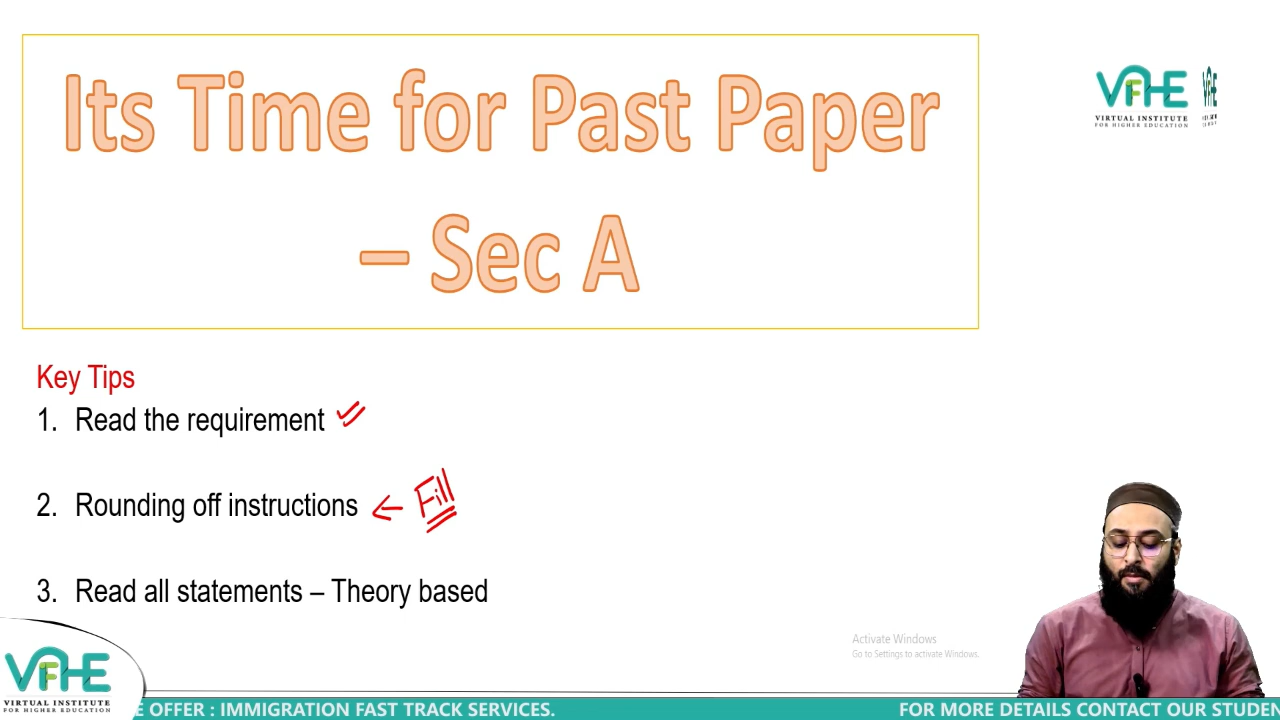 Its Time for Past Paper
– Sec A
VIFHE
VIRTUAL INSTITUTE
FOR HIGHER EDUCATION
Key Tips
1. Read the requirement
2. Rounding off instructions ← Fill
3. Read all statements – Theory based
Activate Windows
Go to Settings to activate Windows.
VIFHE
VIRTUAL INSTITUTE
FOR HIGHER EDUCATION
E OFFER : IMMIGRATION FAST TRACK SERVICES.
FOR MORE DETAILS CONTACT OUR STUDEN